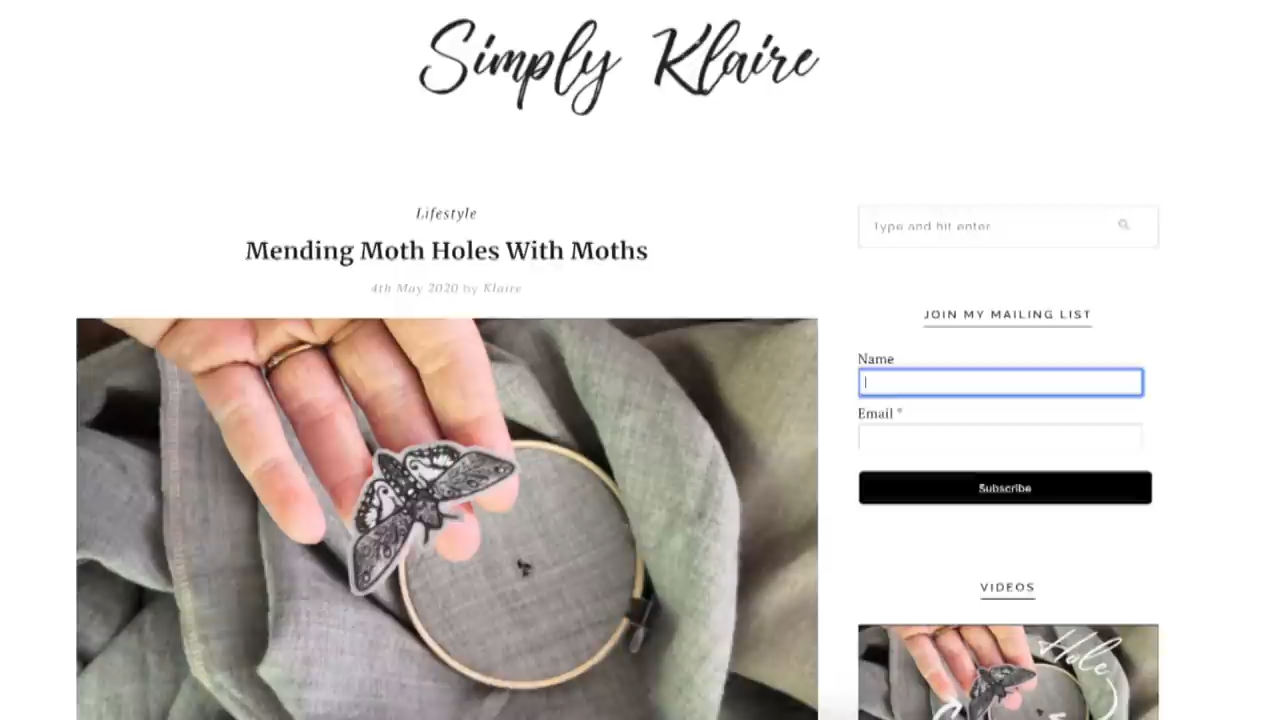 Simply Klaire
Lifestyle
Mending Moth Holes With Moths
4th May 2020 by Klaire
Type and hit enter
JOIN MY MAILING LIST
Name
Email *
Subscribe
VIDEOS
Hole